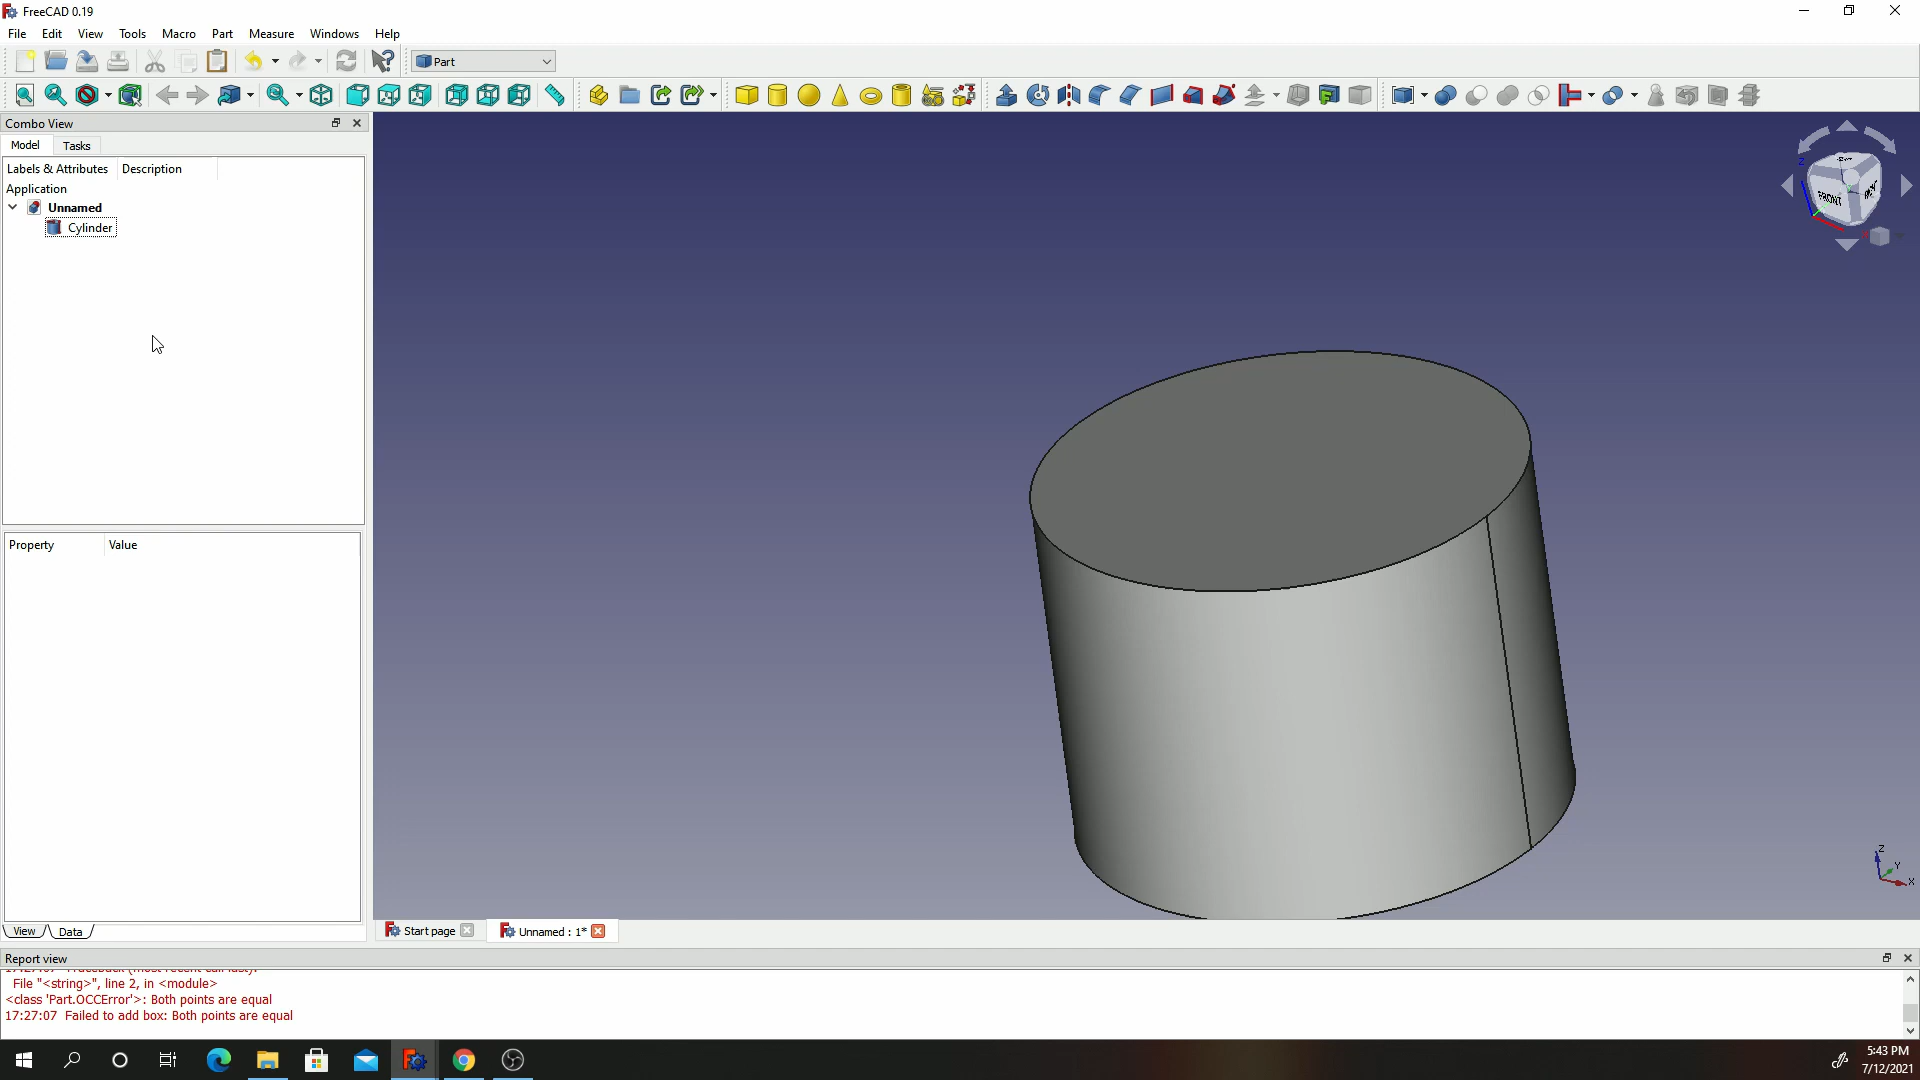 FreeCAD 0.19
File Edit View Tools Macro Part Measure Windows Help
Part
Combo View
Model Tasks
Labels & Attributes Description
Application
Unnamed
Cylinder
Property Value
View Data
FRONT
Z
Z
Y
X
Start page
Unnamed : 1*
Report view
File "<string>", line 2, in <module>
<class 'Part.OCCError'>: Both points are equal
17:27:07 Failed to add box: Both points are equal
5:43 PM
7/12/2021